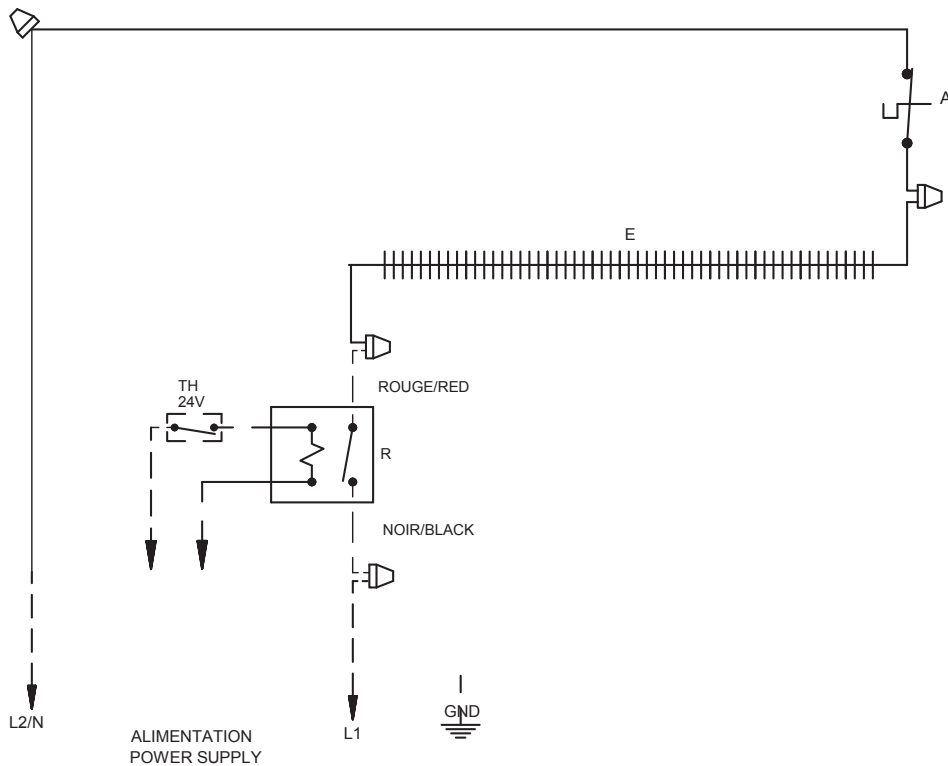 A
E
ROUGE/RED
TH
24V
R
NOIR/BLACK
L2/N
ALIMENTATION
POWER SUPPLY
L1
GND